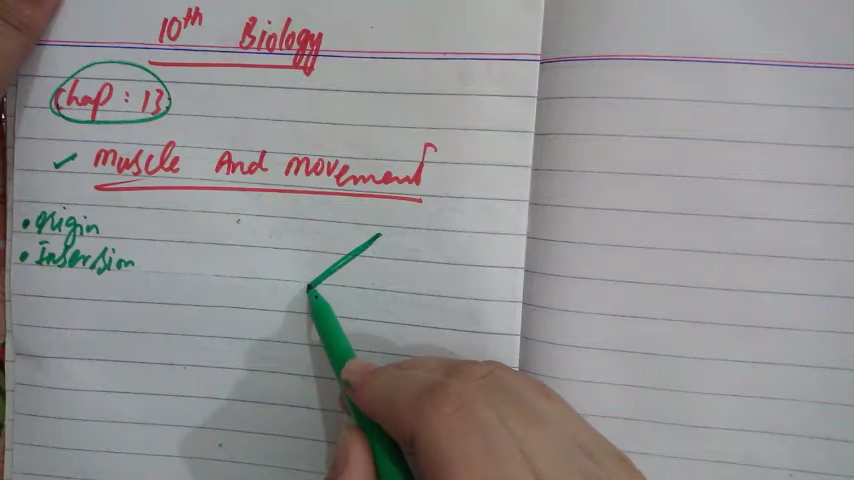 10th Biology
Chap: 13
Muscle And Movement
• Origin
• Insertion